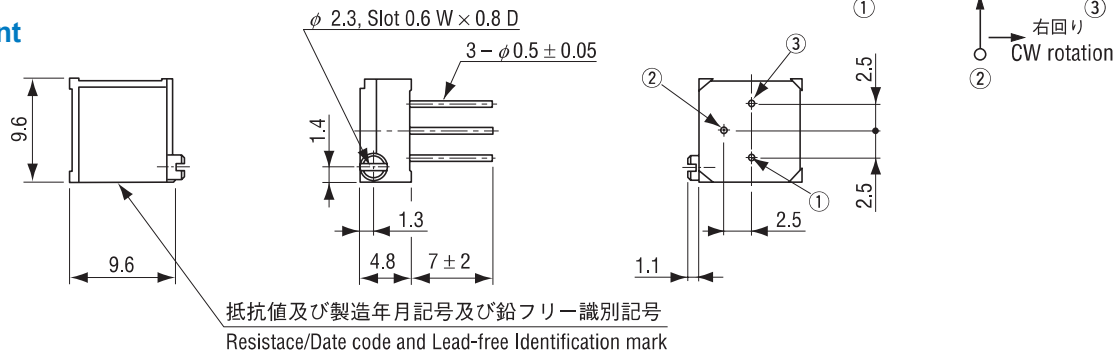 nt
φ 2.3, Slot 0.6 W × 0.8 D
3 – φ 0.5 ± 0.05
①
③
右回り
CW rotation
②
9.6
1.4
②
③
2.5
2.5
①
1.3
4.8
7 ± 2
2.5
1.1
9.6
抵抗値及び製造年月記号及び鉛フリー識別記号
Resistace/Date code and Lead-free Identification mark